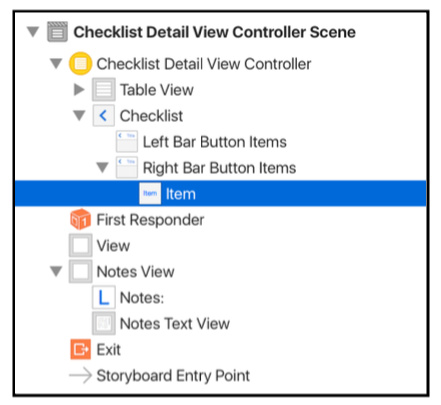 Checklist Detail View Controller Scene
Checklist Detail View Controller
Table View
Checklist
Left Bar Button Items
Right Bar Button Items
Item Item
First Responder
View
Notes View
L Notes:
Notes Text View
Exit
Storyboard Entry Point